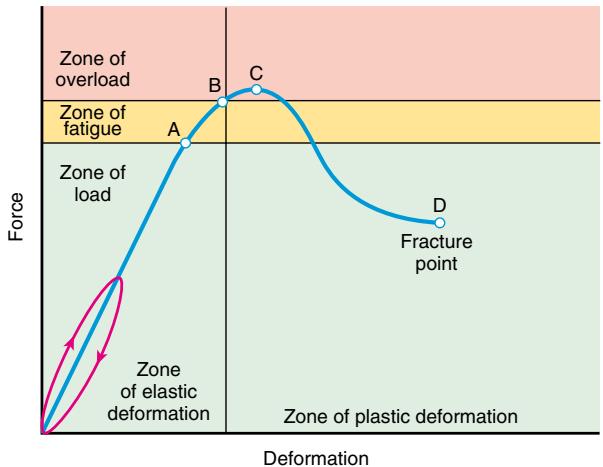 Zone of
overload
B
C
Zone of
fatigue
A
Zone of
load
Force
D
Fracture
point
Zone
of elastic
deformation
Zone of plastic deformation
Deformation